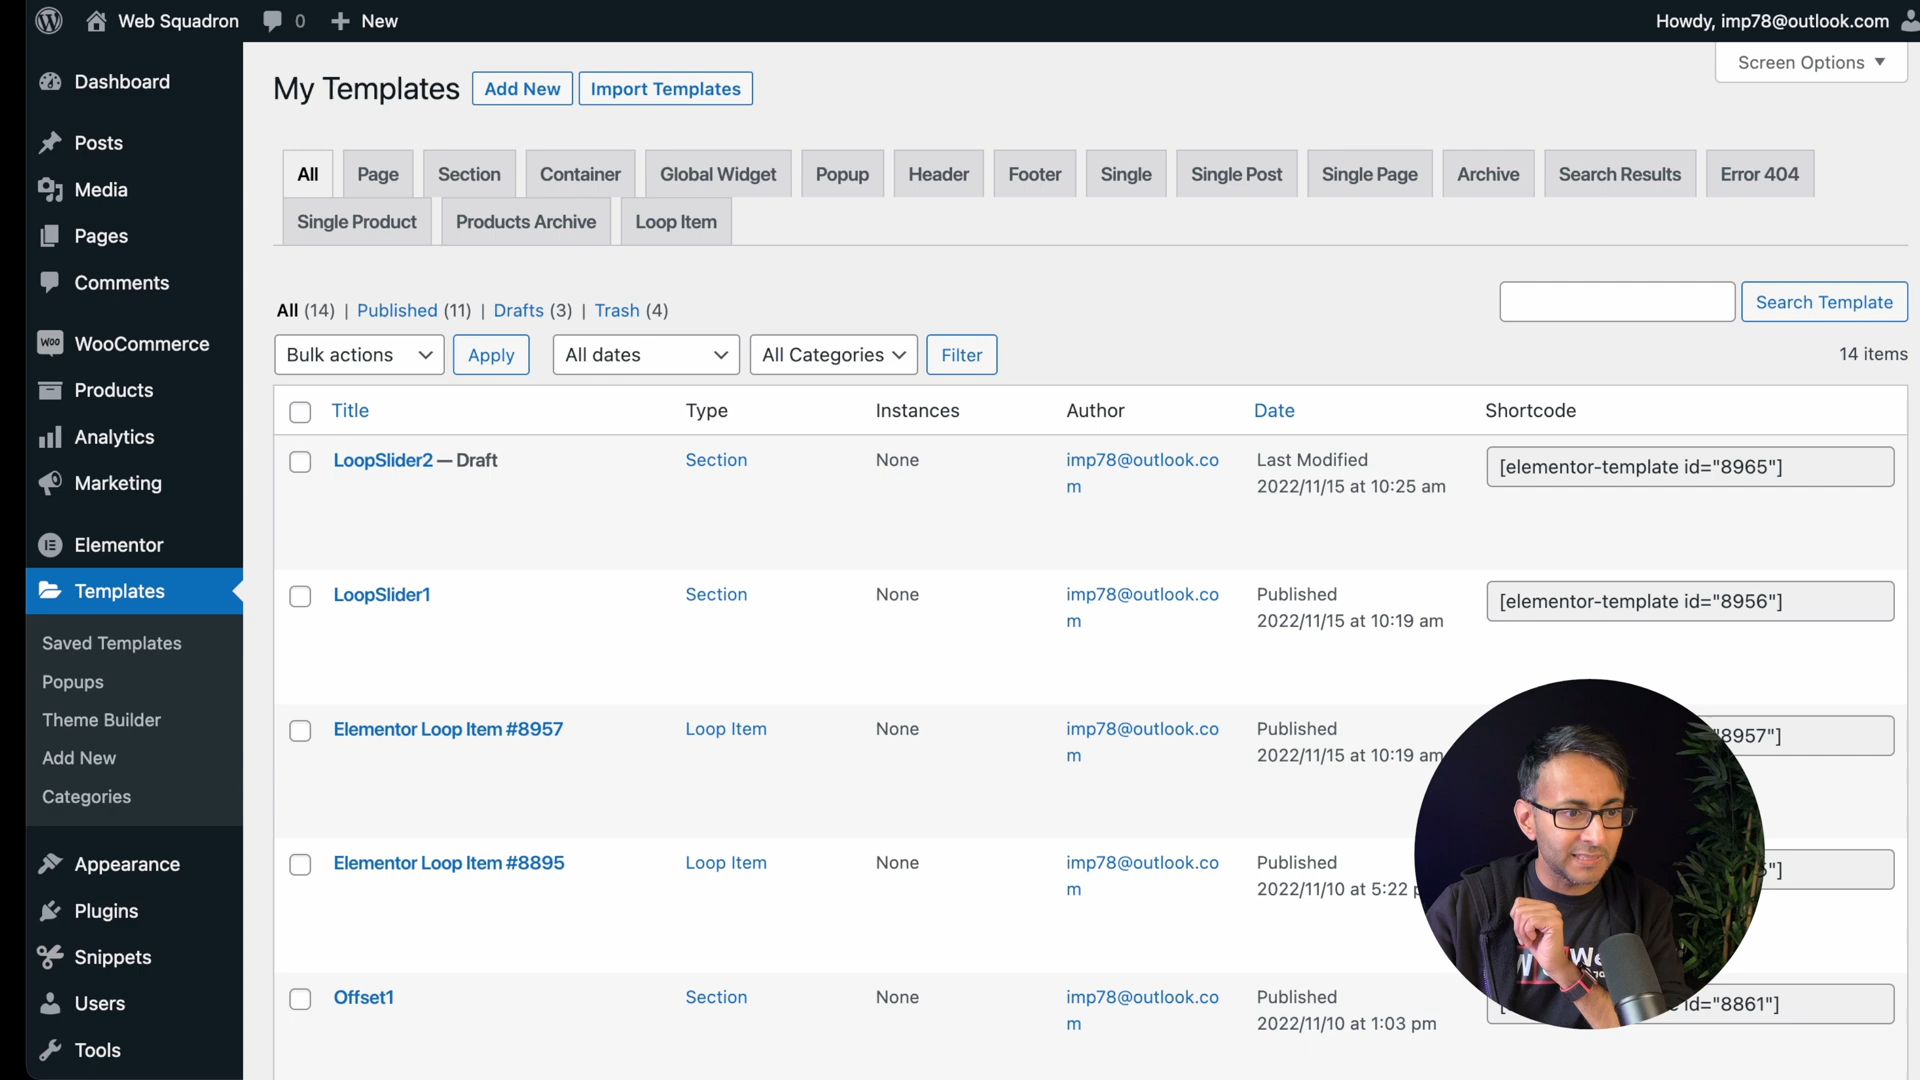 Web Squadron 0 New Howdy, imp78@outlook.com
Screen Options
Dashboard
Posts
Media
Pages
Comments
WooCommerce
Products
Analytics
Marketing
Elementor
Templates
Saved Templates
Popups
Theme Builder
Add New
Categories
Appearance
Plugins
Snippets
Users
Tools
My Templates Add New Import Templates
All Page Section Container Global Widget Popup Header Footer Single Single Post Single Page Archive Search Results Error 404
Single Product Products Archive Loop Item
All (14) | Published (11) | Drafts (3) | Trash (4)
Search Template
Bulk actions Apply All dates All Categories Filter
14 items
Title Type Instances Author Date Shortcode
LoopSlider2 — Draft Section None imp78@outlook.co Last Modified [elementor-template id="8965"]
m 2022/11/15 at 10:25 am
LoopSlider1 Section None imp78@outlook.co Published [elementor-template id="8956"]
m 2022/11/15 at 10:19 am
Elementor Loop Item #8957 Loop Item None imp78@outlook.co Published "8957"]
m 2022/11/15 at 10:19 am
Elementor Loop Item #8895 Loop Item None imp78@outlook.co Published "]
m 2022/11/10 at 5:22
Offset1 Section None imp78@outlook.co Published id="8861"]
m 2022/11/10 at 1:03 pm